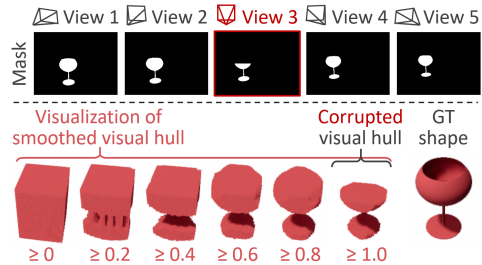 View 1 View 2 View 3 View 4 View 5
Mask
Visualization of smoothed visual hull
Corrupted visual hull
GT shape
≥ 0 ≥ 0.2 ≥ 0.4 ≥ 0.6 ≥ 0.8 ≥ 1.0